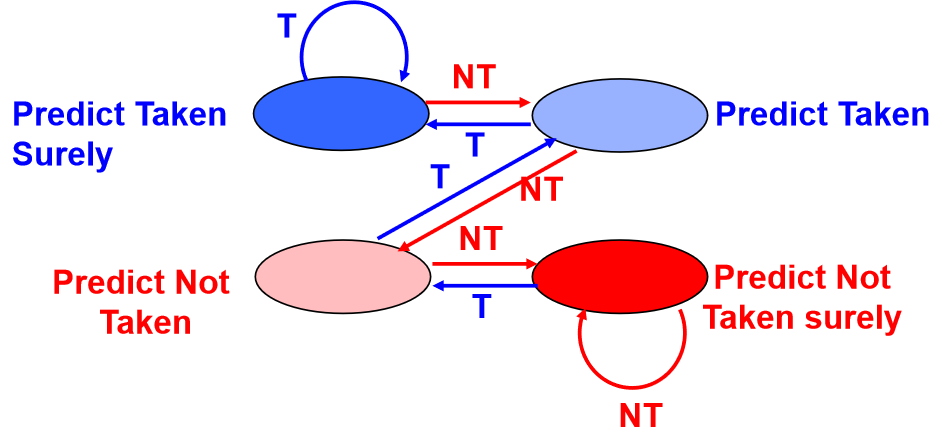 T
NT
Predict Taken
Surely
Predict Taken
T
T
NT
NT
Predict Not
Taken
T
Predict Not
Taken surely
NT